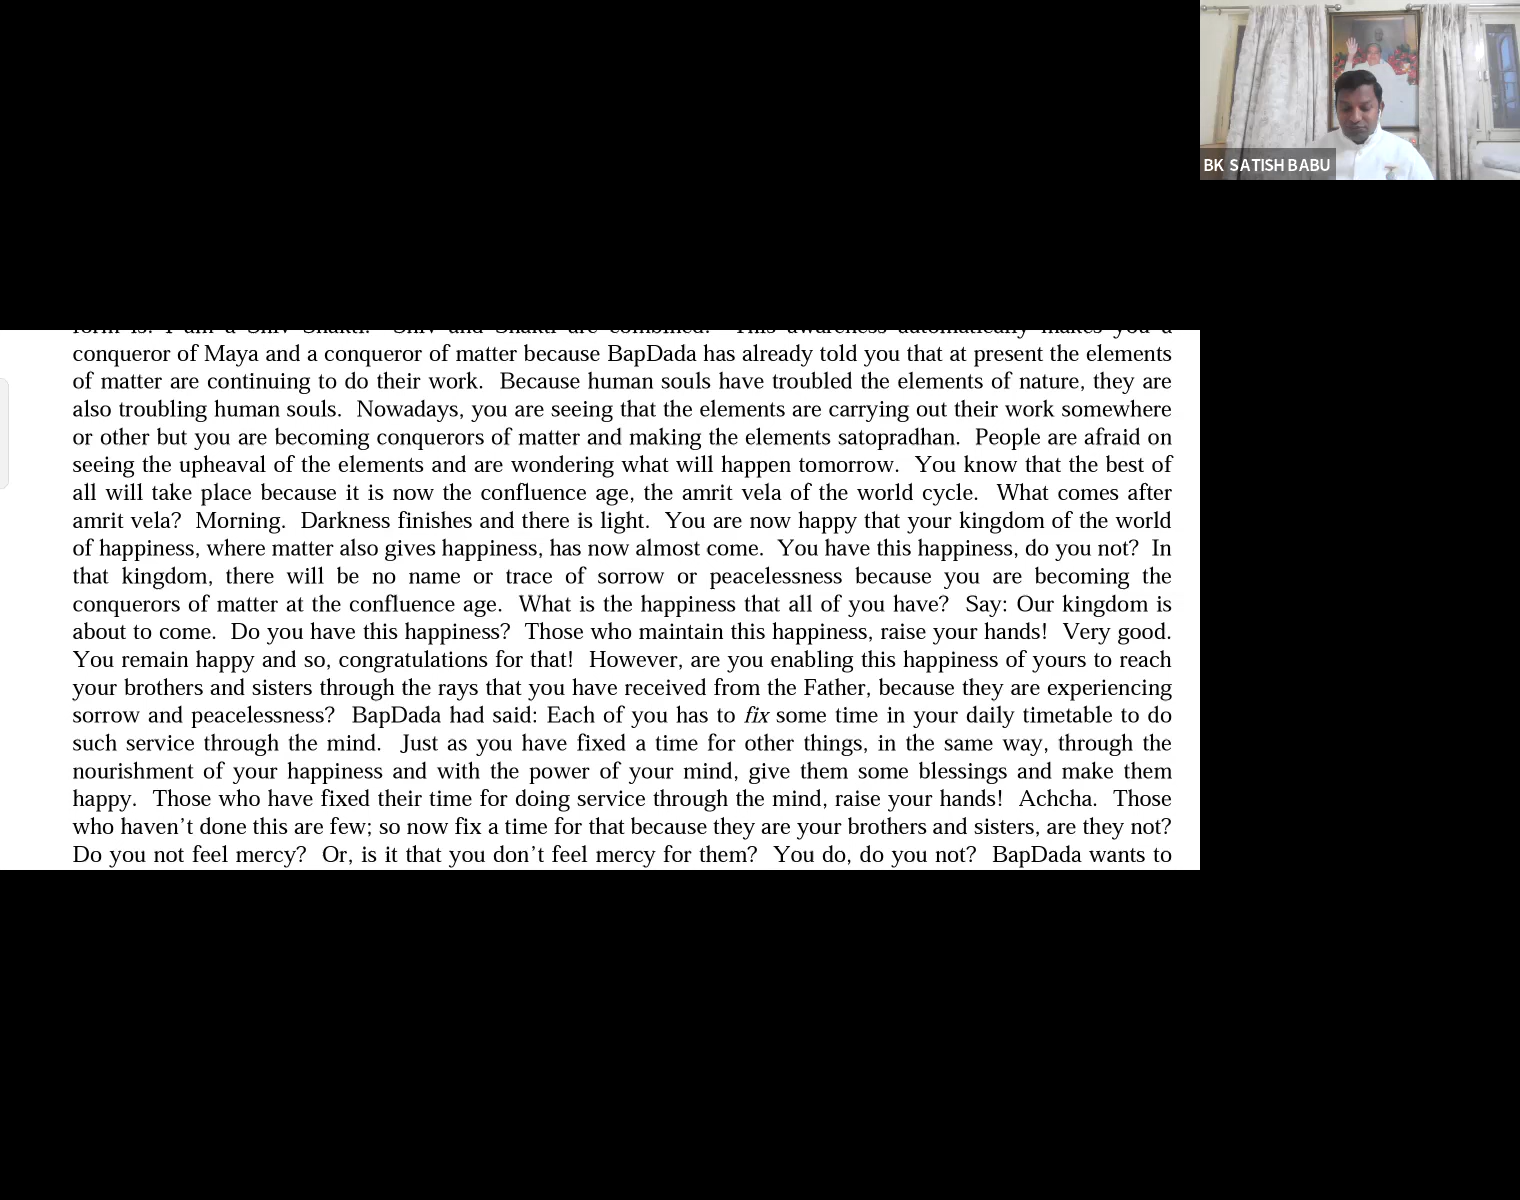 BK SATISH BABU
form is: I am a Shiv Shakti. Shiv and Shakti are combined. This awareness automatically makes you a
conqueror of Maya and a conqueror of matter because BapDada has already told you that at present the elements
of matter are continuing to do their work. Because human souls have troubled the elements of nature, they are
also troubling human souls. Nowadays, you are seeing that the elements are carrying out their work somewhere
or other but you are becoming conquerors of matter and making the elements satopradhan. People are afraid on
seeing the upheaval of the elements and are wondering what will happen tomorrow. You know that the best of
all will take place because it is now the confluence age, the amrit vela of the world cycle. What comes after
amrit vela? Morning. Darkness finishes and there is light. You are now happy that your kingdom of the world
of happiness, where matter also gives happiness, has now almost come. You have this happiness, do you not? In
that kingdom, there will be no name or trace of sorrow or peacelessness because you are becoming the
conquerors of matter at the confluence age. What is the happiness that all of you have? Say: Our kingdom is
about to come. Do you have this happiness? Those who maintain this happiness, raise your hands! Very good.
You remain happy and so, congratulations for that! However, are you enabling this happiness of yours to reach
your brothers and sisters through the rays that you have received from the Father, because they are experiencing
sorrow and peacelessness? BapDada had said: Each of you has to fix some time in your daily timetable to do
such service through the mind. Just as you have fixed a time for other things, in the same way, through the
nourishment of your happiness and with the power of your mind, give them some blessings and make them
happy. Those who have fixed their time for doing service through the mind, raise your hands! Achcha. Those
who haven’t done this are few; so now fix a time for that because they are your brothers and sisters, are they not?
Do you not feel mercy? Or, is it that you don’t feel mercy for them? You do, do you not? BapDada wants to